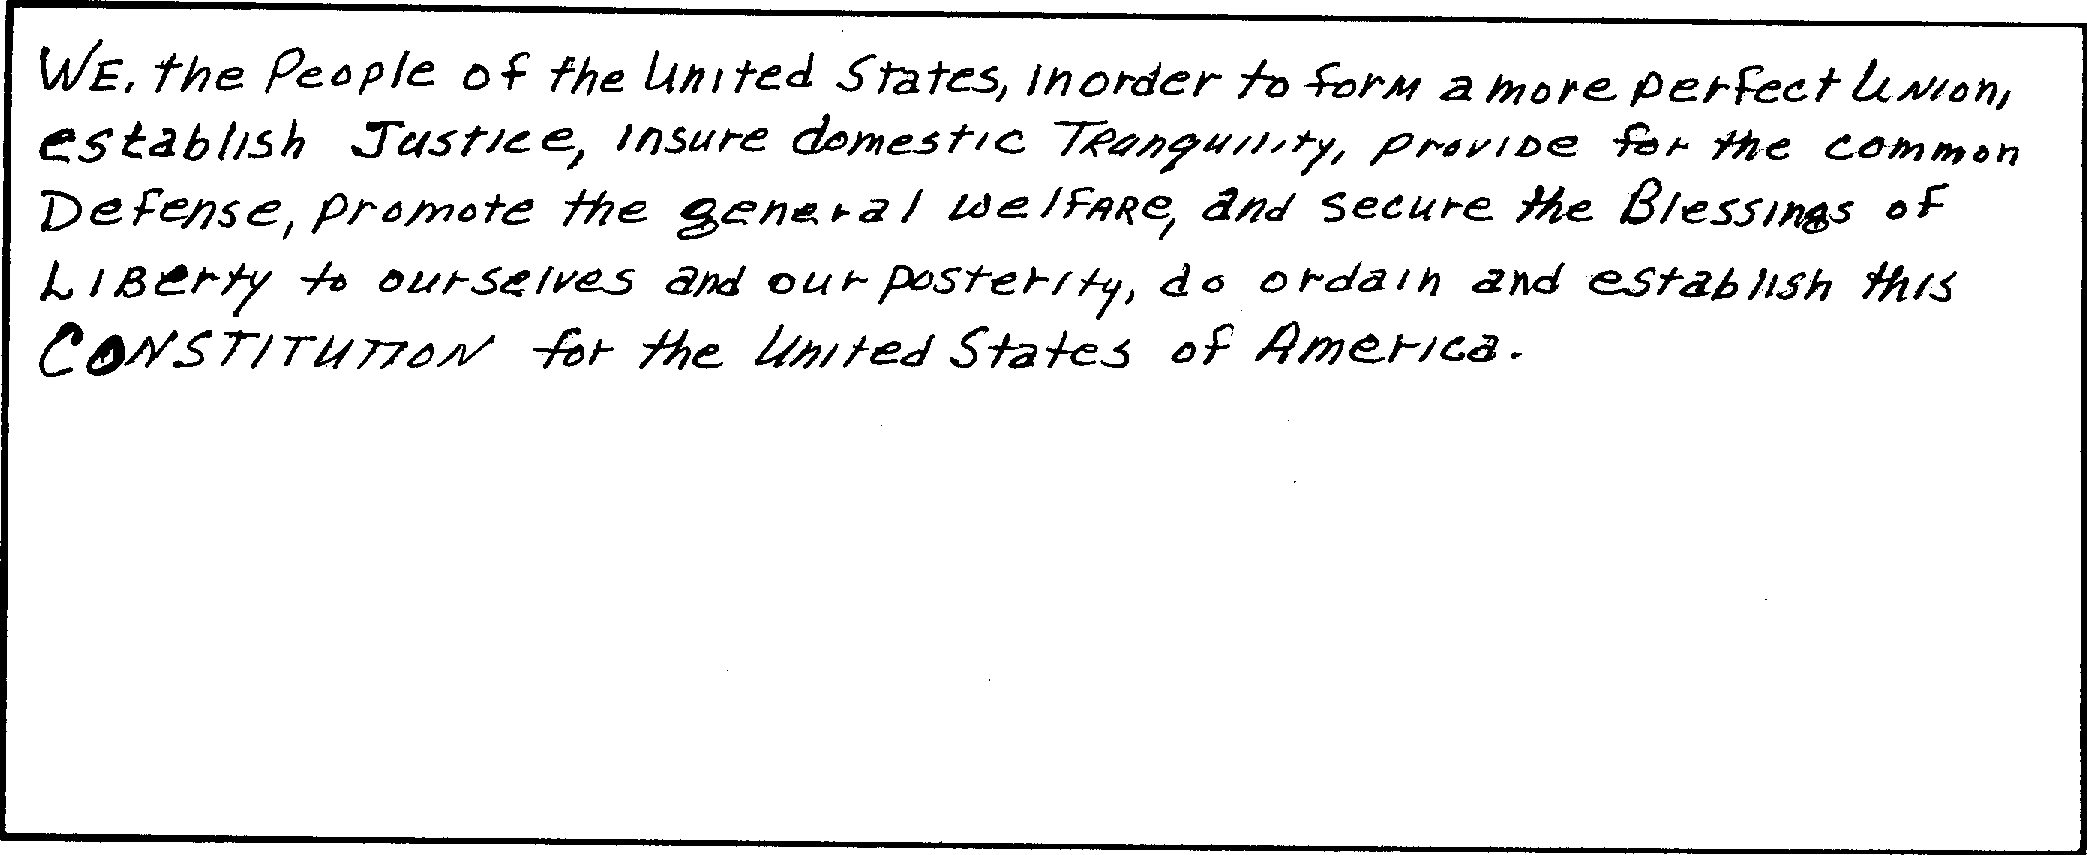 WE, the People of the United States, in order to form a more perfect Union,
establish Justice, insure domestic Tranquility, provide for the common
Defense, promote the general welfare, and secure the Blessings of
Liberty to ourselves and our posterity, do ordain and establish this
CONSTITUTION for the United States of America.